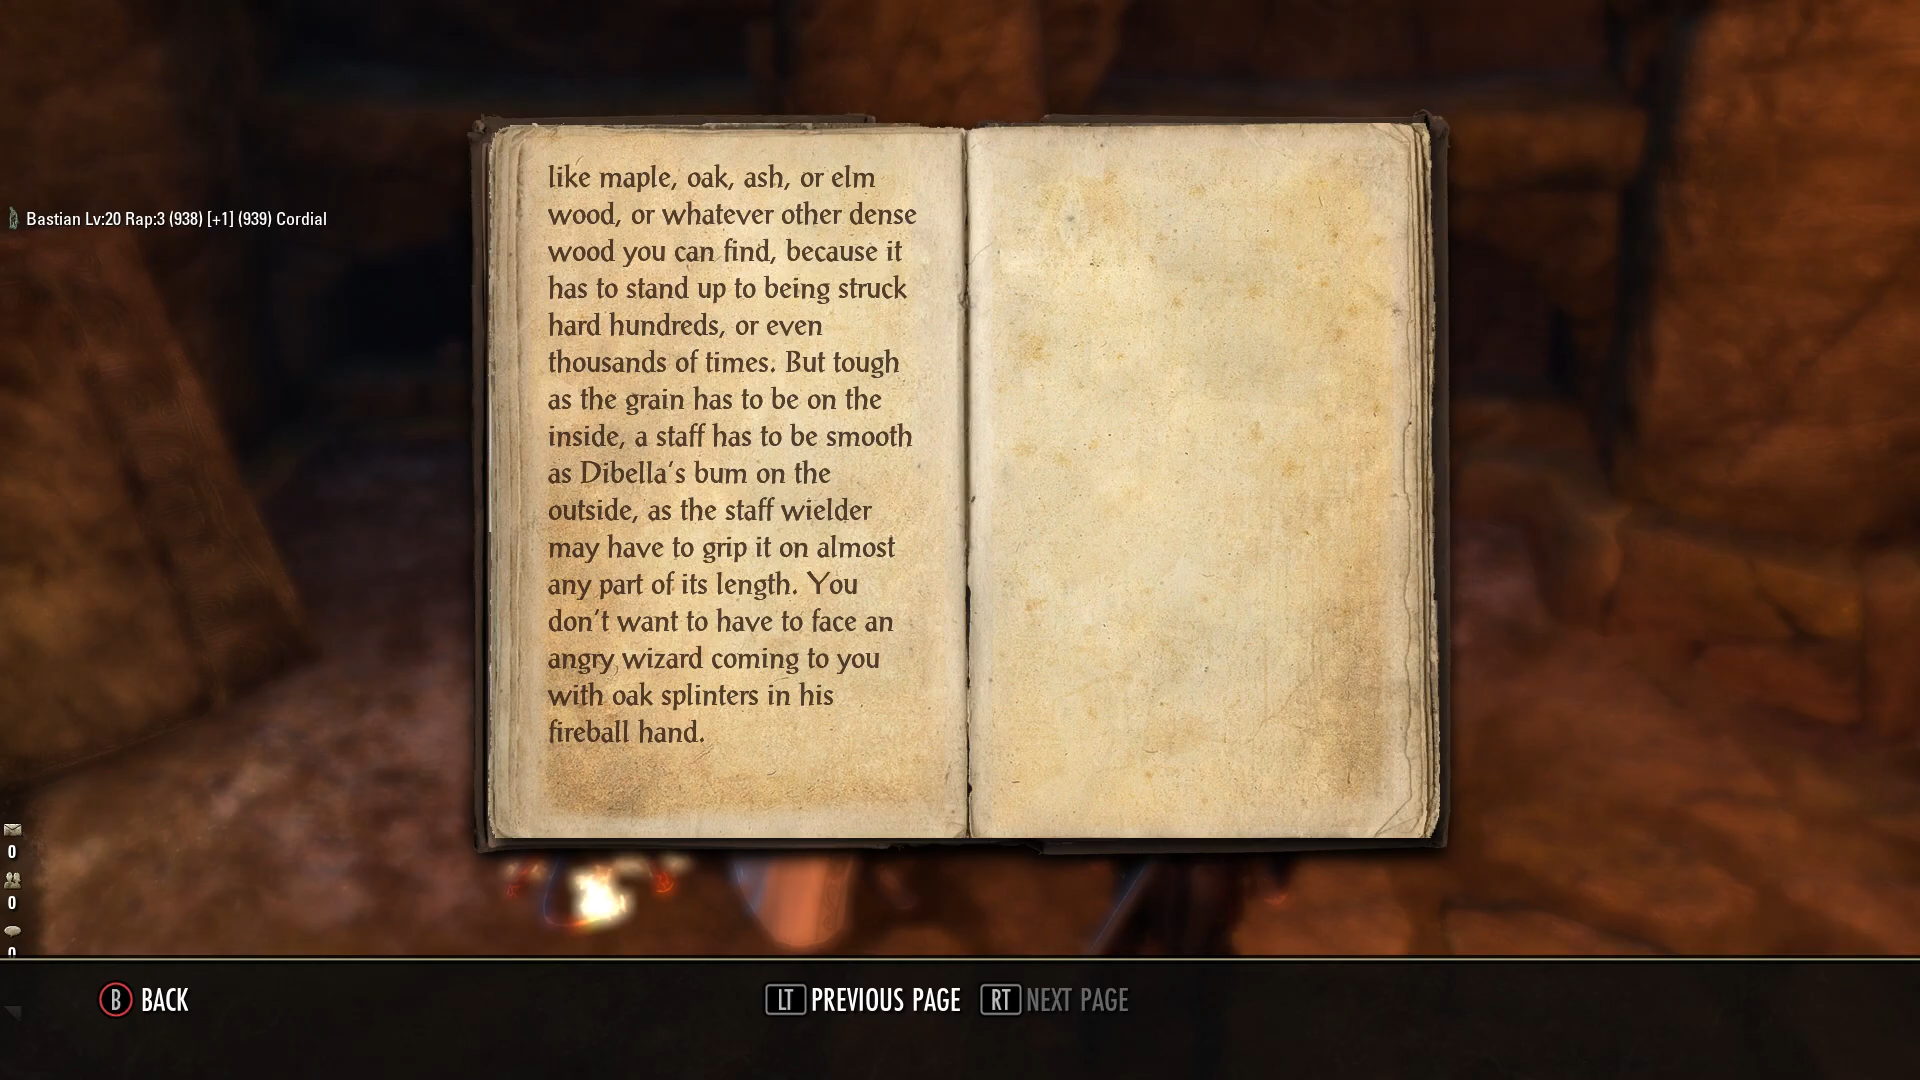 like maple, oak, ash, or elm
wood, or whatever other dense
wood you can find, because it
has to stand up to being struck
hard hundreds, or even
thousands of times. But tough
as the grain has to be on the
inside, a staff has to be smooth
as Dibella's bum on the
outside, as the staff wielder
may have to grip it on almost
any part of its length. You
don't want to have to face an
angry wizard coming to you
with oak splinters in his
fireball hand.
Bastian Lv:20 Rap:3 (938) [+1] (939) Cordial
0
0
0
B BACK
LT PREVIOUS PAGE RT NEXT PAGE